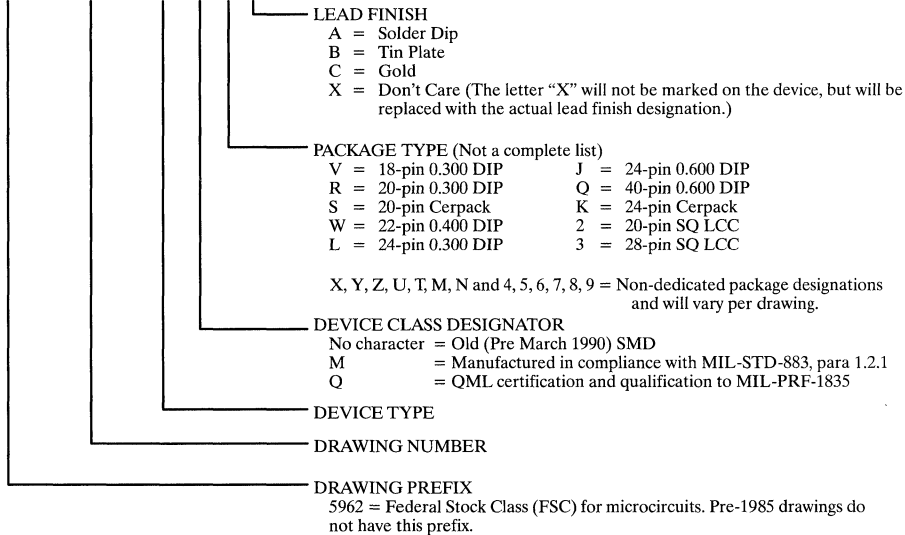 LEAD FINISH
A = Solder Dip
B = Tin Plate
C = Gold
X = Don't Care (The letter "X" will not be marked on the device, but will be
replaced with the actual lead finish designation.)
PACKAGE TYPE (Not a complete list)
V = 18-pin 0.300 DIP J = 24-pin 0.600 DIP
R = 20-pin 0.300 DIP Q = 40-pin 0.600 DIP
S = 20-pin Cerpack K = 24-pin Cerpack
W = 22-pin 0.400 DIP 2 = 20-pin SQ LCC
L = 24-pin 0.300 DIP 3 = 28-pin SQ LCC
X, Y, Z, U, T, M, N and 4, 5, 6, 7, 8, 9 = Non-dedicated package designations
and will vary per drawing.
DEVICE CLASS DESIGNATOR
No character = Old (Pre March 1990) SMD
M = Manufactured in compliance with MIL-STD-883, para 1.2.1
Q = QML certification and qualification to MIL-PRF-1835
DEVICE TYPE
DRAWING NUMBER
DRAWING PREFIX
5962 = Federal Stock Class (FSC) for microcircuits. Pre-1985 drawings do
not have this prefix.